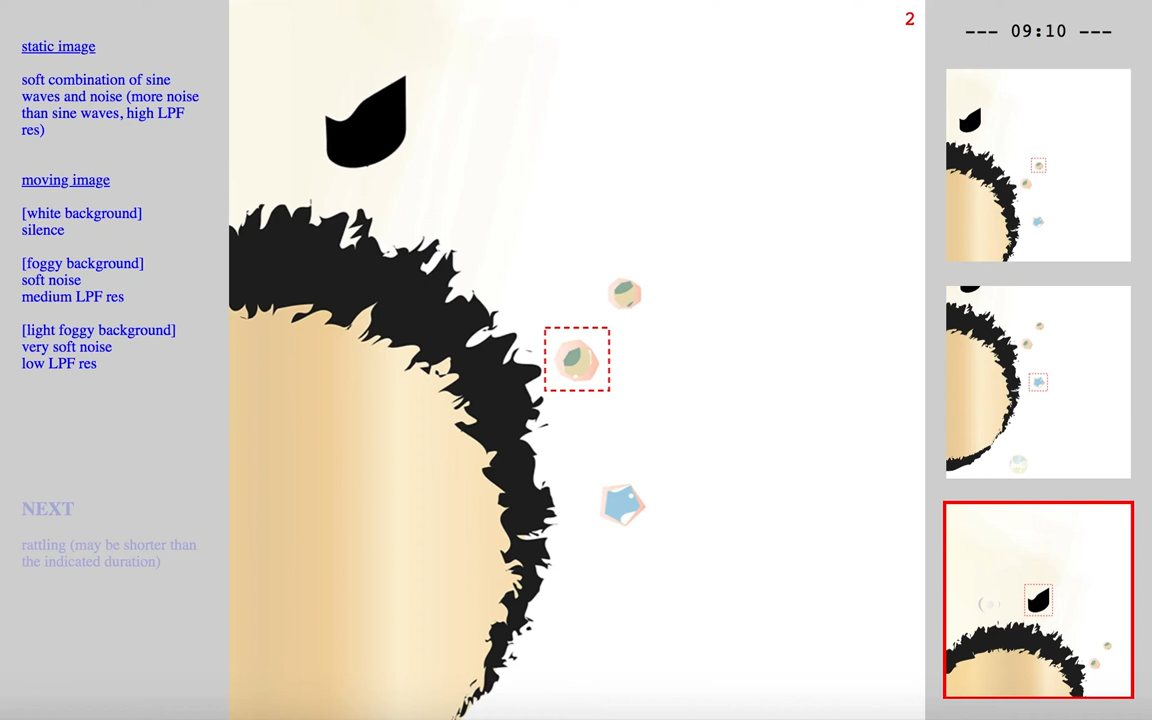 static image
soft combination of sine
waves and noise (more noise
than sine waves, high LPF
res)
moving image
[white background]
silence
[foggy background]
soft noise
medium LPF res
[light foggy background]
very soft noise
low LPF res
NEXT
rattling (may be shorter than
the indicated duration)
2
--- 09:10 ---